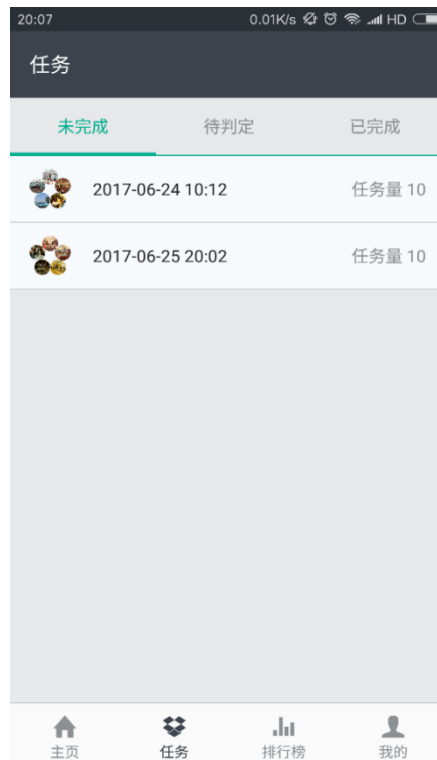 20:07 0.01K/s HD
任务
未完成 待判定 已完成
2017-06-24 10:12 任务量 10
2017-06-25 20:02 任务量 10
主页 任务 排行榜 我的